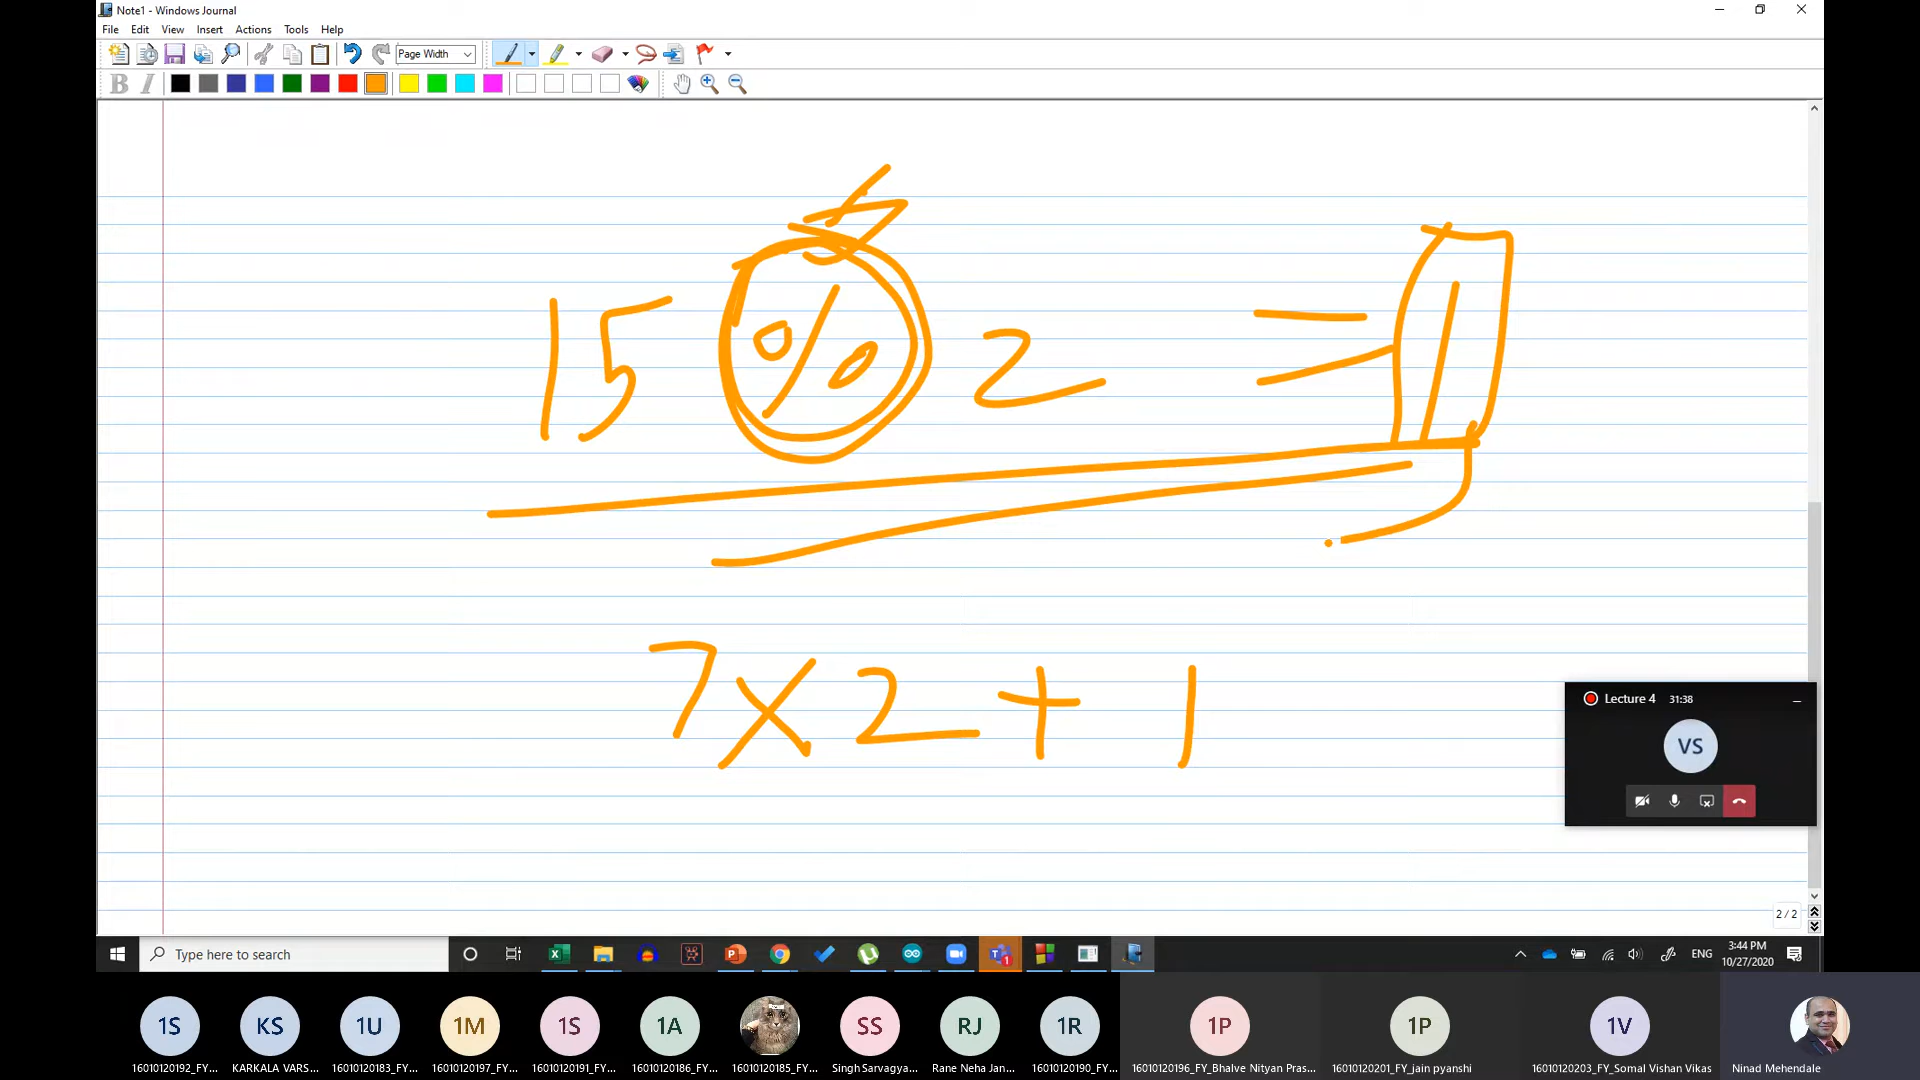 Note1 - Windows Journal
File Edit View Insert Actions Tools Help
Page Width
B I
15 % 2 = 1
7 x 2 + 1
Lecture 4 31:38
VS
2 / 2
Type here to search
ENG
3:44 PM
10/27/2020
1S KS 1U 1M 1S 1A SS RJ 1R 1P 1P 1V
16010120192_FY... KARKALA VARS... 16010120183_FY... 16010120197_FY... 16010120191_FY... 16010120186_FY... 16010120185_FY... Singh Sarvagya... Rane Neha Jan... 16010120190_FY... 16010120196_FY_Bhalve Nityan Pras... 16010120201_FY_jain pyanshi 16010120203_FY_Somal Vishan Vikas Ninad Mehendale